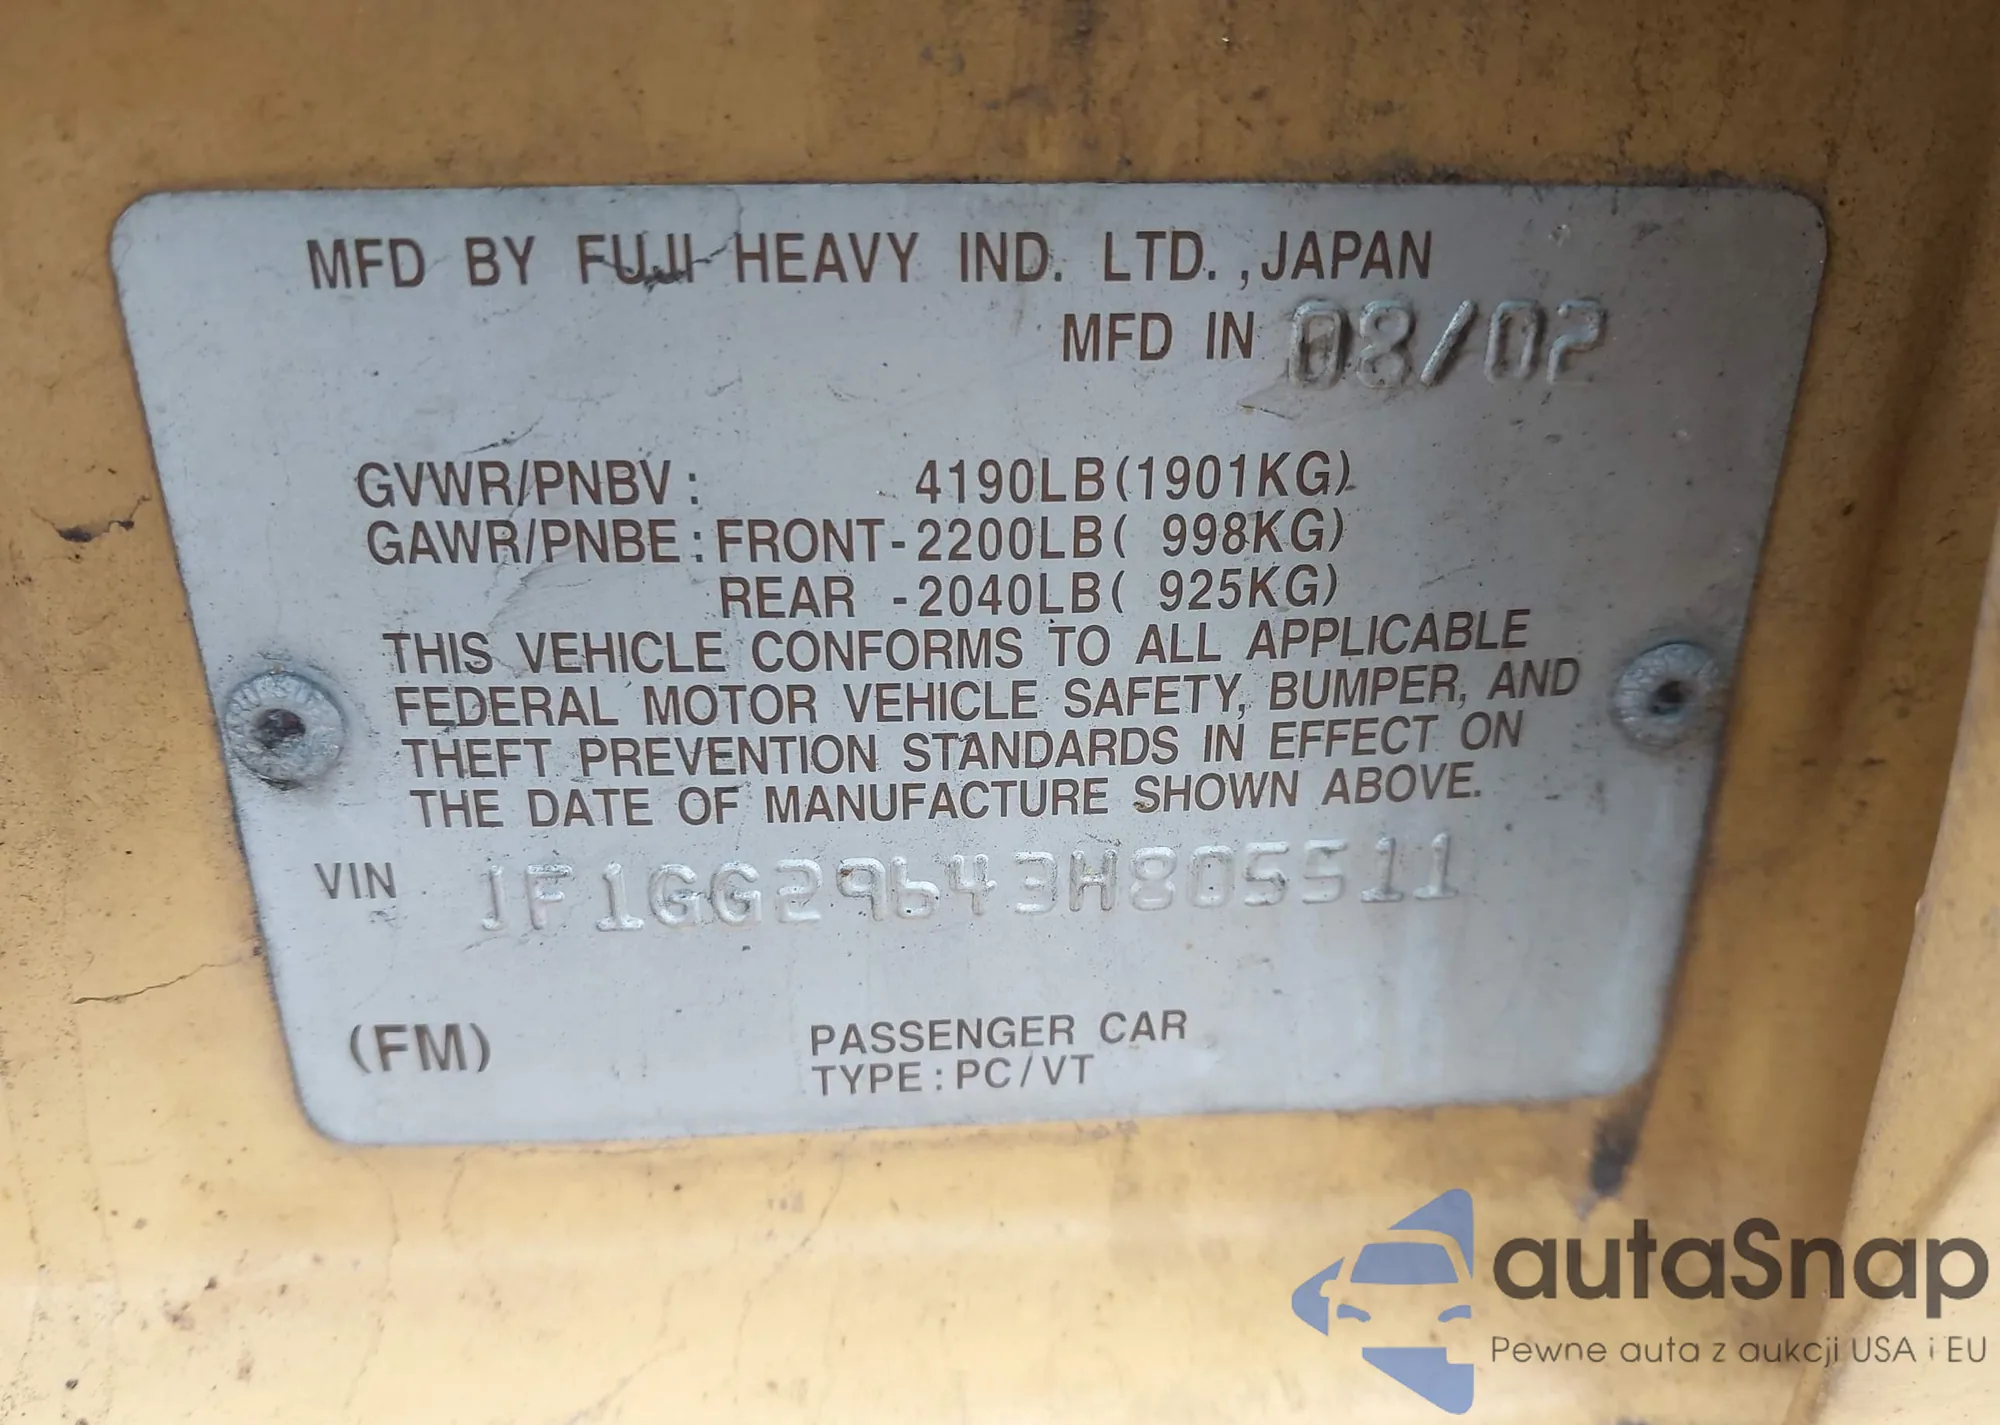 MFD BY FUJI HEAVY IND. LTD. ,JAPAN
MFD IN 08/02
GVWR/PNBV: 4190LB(1901KG)
GAWR/PNBE:FRONT-2200LB( 998KG)
REAR -2040LB( 925KG)
THIS VEHICLE CONFORMS TO ALL APPLICABLE
FEDERAL MOTOR VEHICLE SAFETY, BUMPER, AND
THEFT PREVENTION STANDARDS IN EFFECT ON
THE DATE OF MANUFACTURE SHOWN ABOVE.
VIN JF1GG29643H805511
(FM)
PASSENGER CAR
TYPE:PC/VT
autaSnap
Pewne auta z aukcji USA i EU